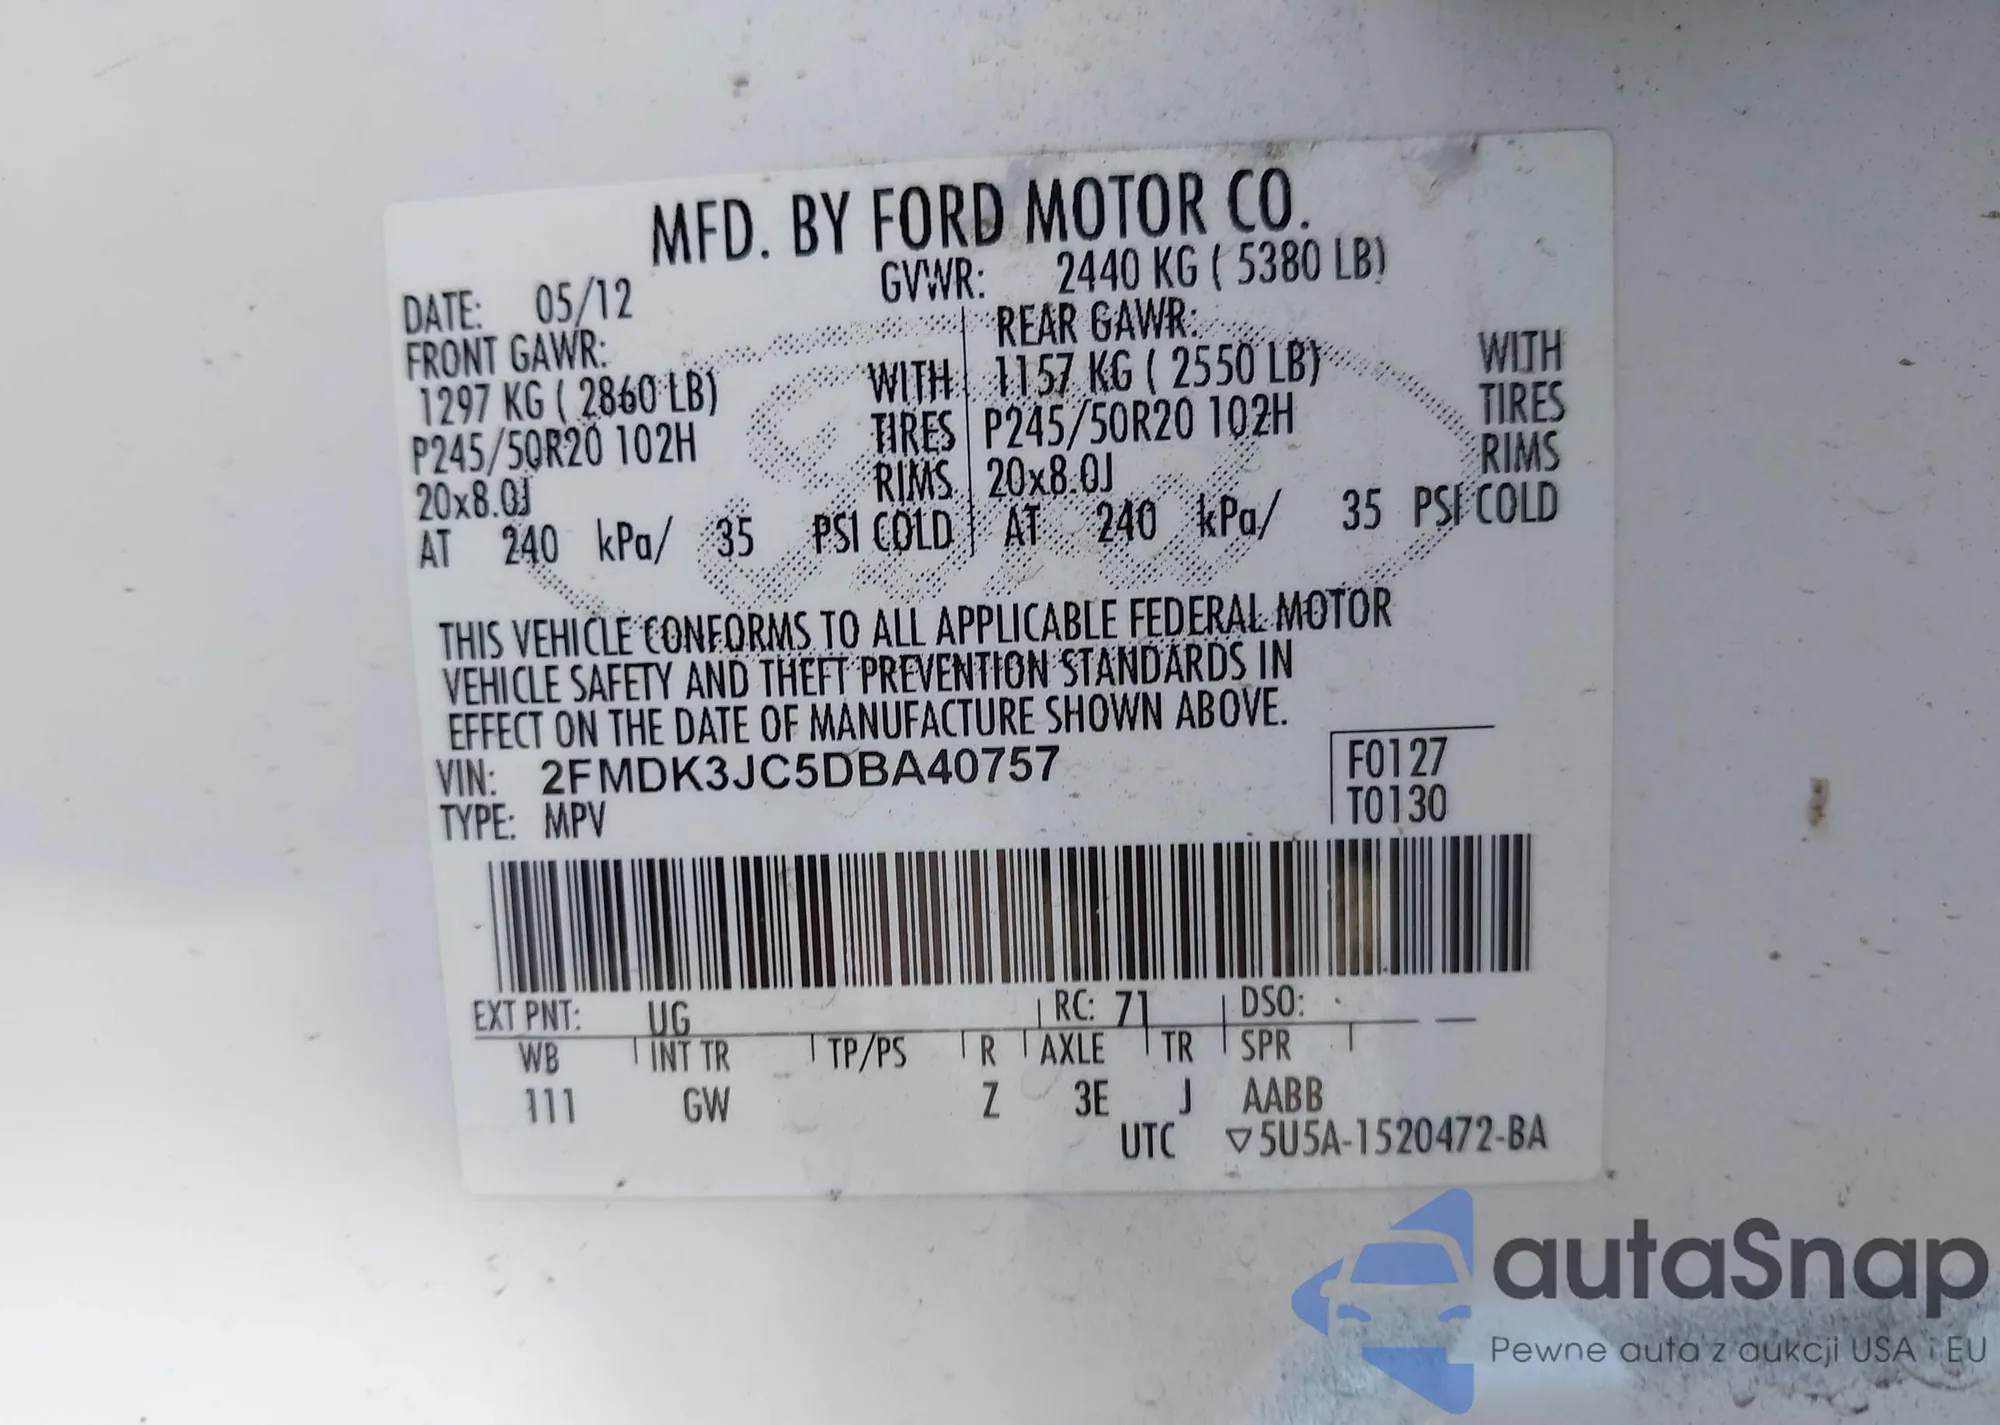 MFD. BY FORD MOTOR CO.
DATE: 05/12 GVWR: 2440 KG ( 5380 LB)
FRONT GAWR: REAR GAWR:
1297 KG ( 2860 LB) WITH 1157 KG ( 2550 LB) WITH
P245/50R20 102H TIRES P245/50R20 102H TIRES
20x8.0J RIMS 20x8.0J RIMS
AT 240 kPa/ 35 PSI COLD AT 240 kPa/ 35 PSI COLD
THIS VEHICLE CONFORMS TO ALL APPLICABLE FEDERAL MOTOR
VEHICLE SAFETY AND THEFT PREVENTION STANDARDS IN
EFFECT ON THE DATE OF MANUFACTURE SHOWN ABOVE.
VIN: 2FMDK3JC5DBA40757 F0127
TYPE: MPV T0130
EXT PNT: UG RC: 71 DSO:
WB INT TR TP/PS R AXLE TR SPR
111 GW Z 3E J AABB
UTC ▽5U5A-1520472-BA
autaSnap
Pewne auta z aukcji USA i EU